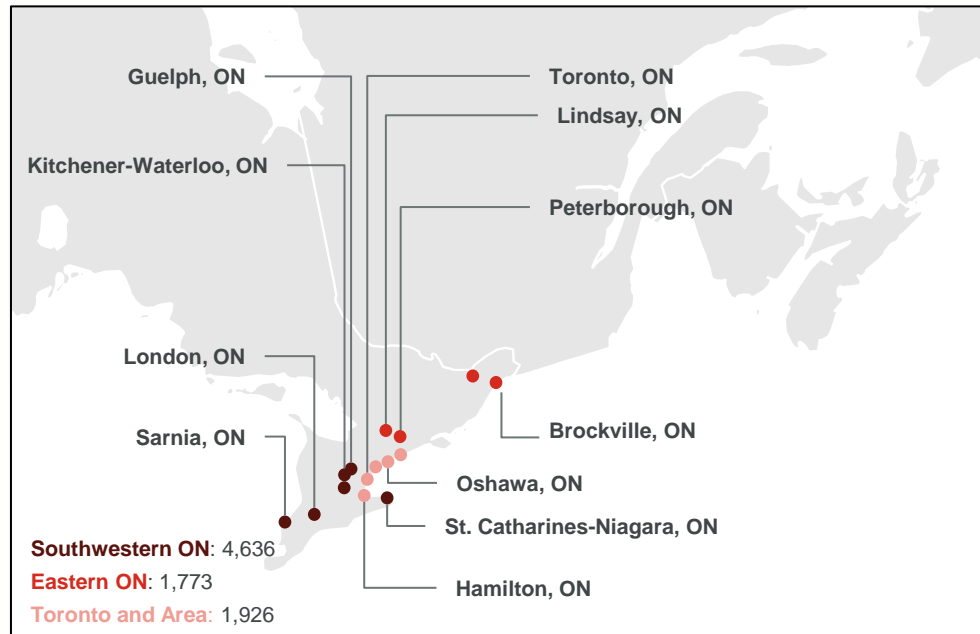 Guelph, ON
Toronto, ON
Lindsay, ON
Kitchener-Waterloo, ON
Peterborough, ON
London, ON
Sarnia, ON
Brockville, ON
Oshawa, ON
St. Catharines-Niagara, ON
Southwestern ON: 4,636
Eastern ON: 1,773
Hamilton, ON
Toronto and Area: 1,926